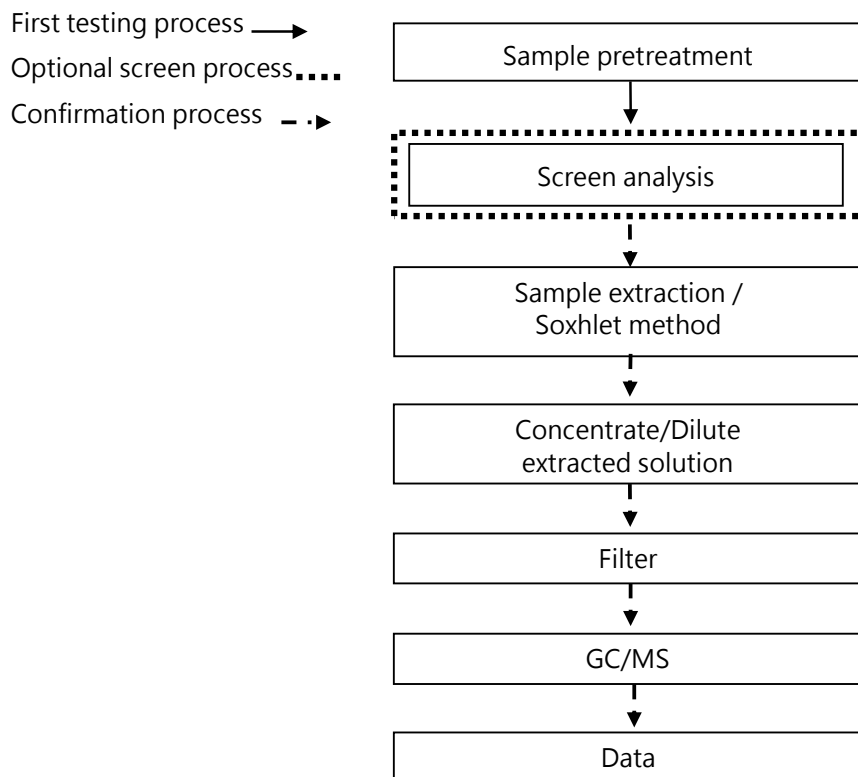 First testing process
Optional screen process
Confirmation process
Sample pretreatment
Screen analysis
Sample extraction /
Soxhlet method
Concentrate/Dilute
extracted solution
Filter
GC/MS
Data